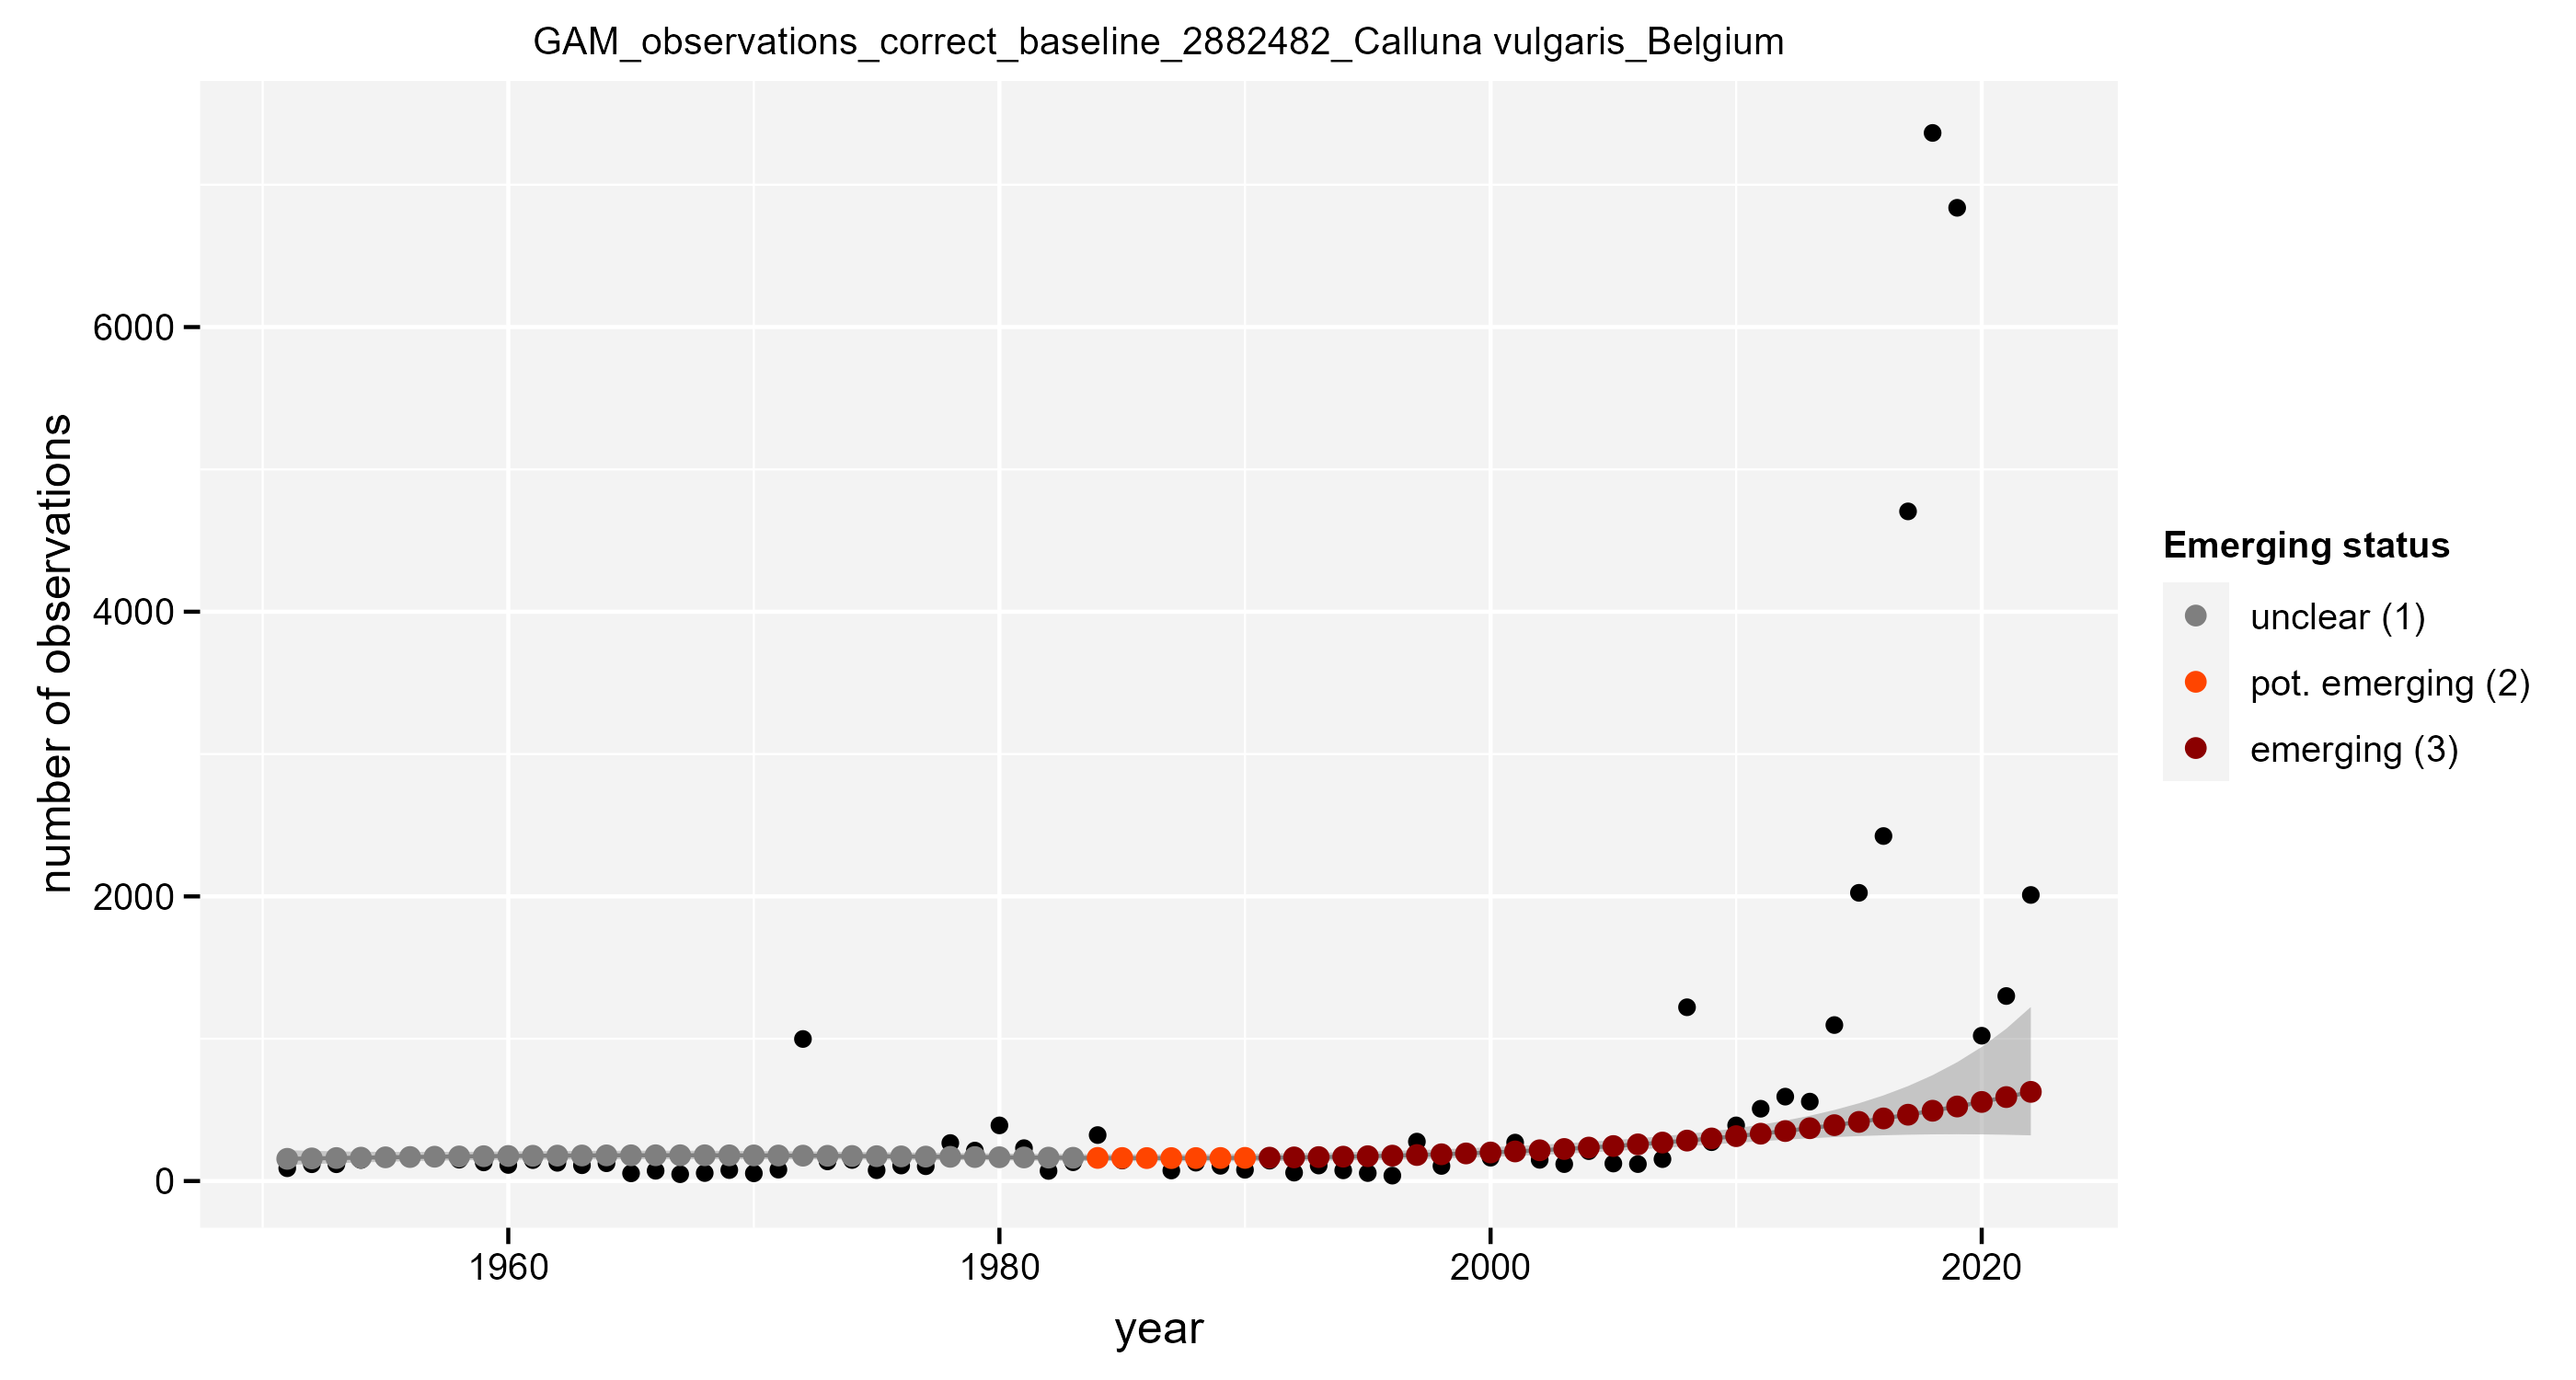 GAM_observations_correct_baseline_2882482_Calluna vulgaris_Belgium
number of observations
6000
4000
2000
0
1960
1980
2000
2020
year
Emerging status
unclear (1)
pot. emerging (2)
emerging (3)